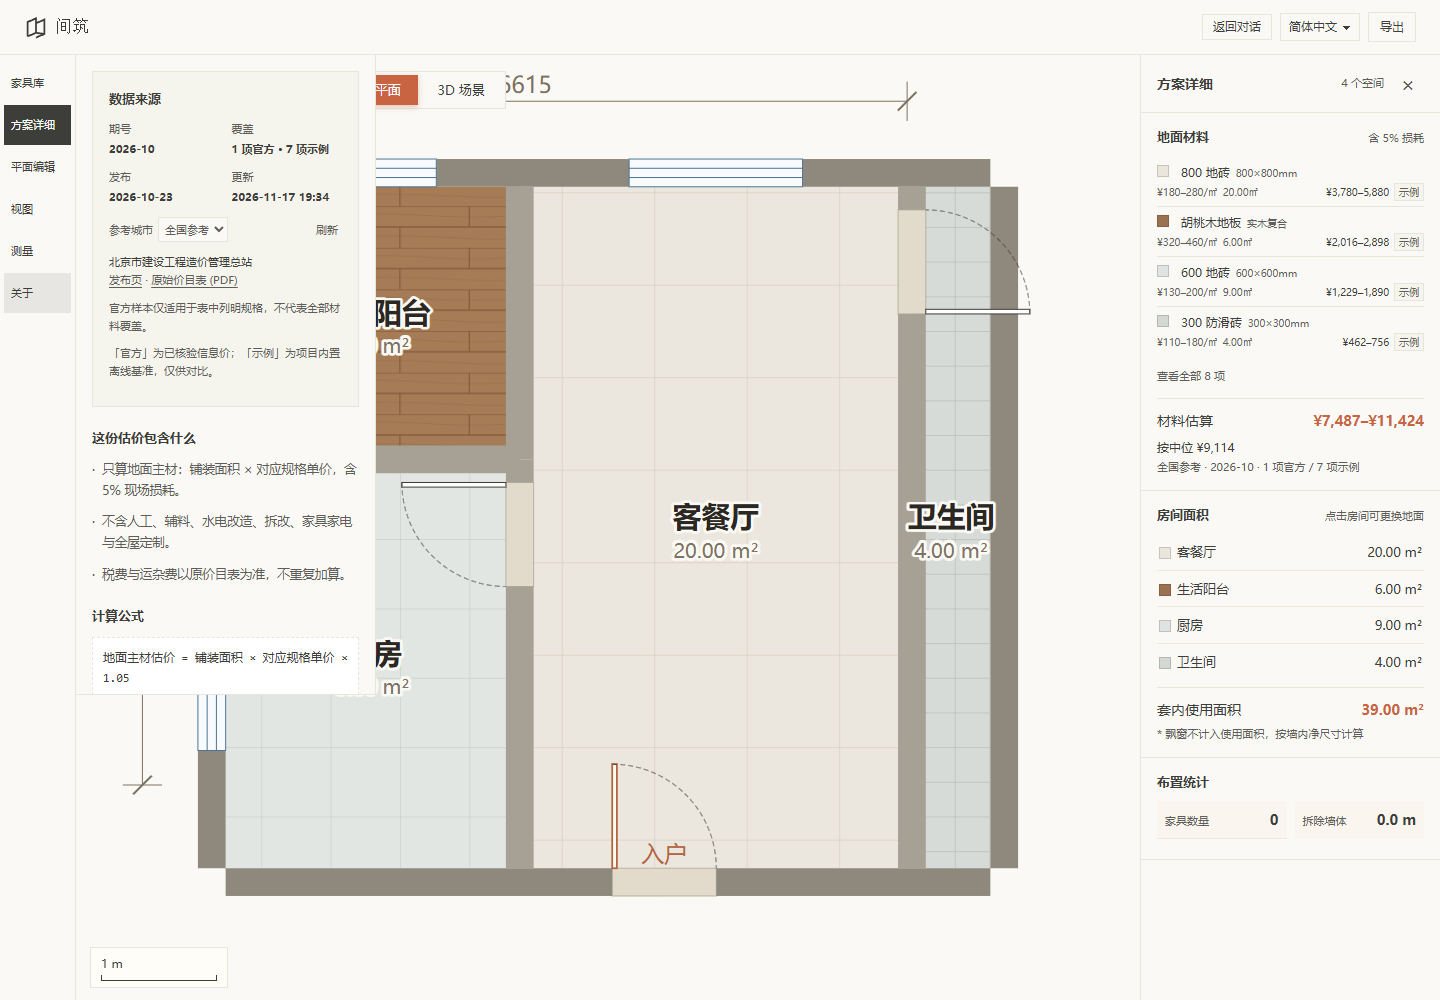 间筑
返回对话
简体中文
导出
家具库
方案详细
平面编辑
视图
测量
关于
数据来源
期号
覆盖
2026-10
1 项官方 • 7 项示例
发布
更新
2026-10-23
2026-11-17 19:34
参考城市
全国参考
刷新
北京市建设工程造价管理总站
发布页 · 原始价目表 (PDF)
官方样本仅适用于表中列明规格，不代表全部材
料覆盖。
「官方」为已核验信息价；「示例」为项目内置
离线基准，仅供对比。
这份估价包含什么
· 只算地面主材：铺装面积 × 对应规格单价，含
5% 现场损耗。
· 不含人工、辅料、水电改造、拆改、家具家电
与全屋定制。
· 税费与运杂费以原价目表为准，不重复加算。
计算公式
地面主材估价 = 铺装面积 × 对应规格单价 ×
1.05
平面
3D 场景
6615
阳台
m²
客餐厅
20.00 m²
卫生间
4.00 m²
房
m²
入户
1 m
方案详细
4 个空间
×
地面材料
含 5% 损耗
800 地砖 800×800mm
¥180–280/㎡ 20.00㎡
¥3,780–5,880
示例
胡桃木地板 实木复合
¥320–460/㎡ 6.00㎡
¥2,016–2,898
示例
600 地砖 600×600mm
¥130–200/㎡ 9.00㎡
¥1,229–1,890
示例
300 防滑砖 300×300mm
¥110–180/㎡ 4.00㎡
¥462–756
示例
查看全部 8 项
材料估算
¥7,487–¥11,424
按中位 ¥9,114
全国参考 · 2026-10 · 1 项官方 / 7 项示例
房间面积
点击房间可更换地面
客餐厅
20.00 m²
生活阳台
6.00 m²
厨房
9.00 m²
卫生间
4.00 m²
套内使用面积
39.00 m²
* 飘窗不计入使用面积，按墙内净尺寸计算
布置统计
家具数量
0
拆除墙体
0.0 m